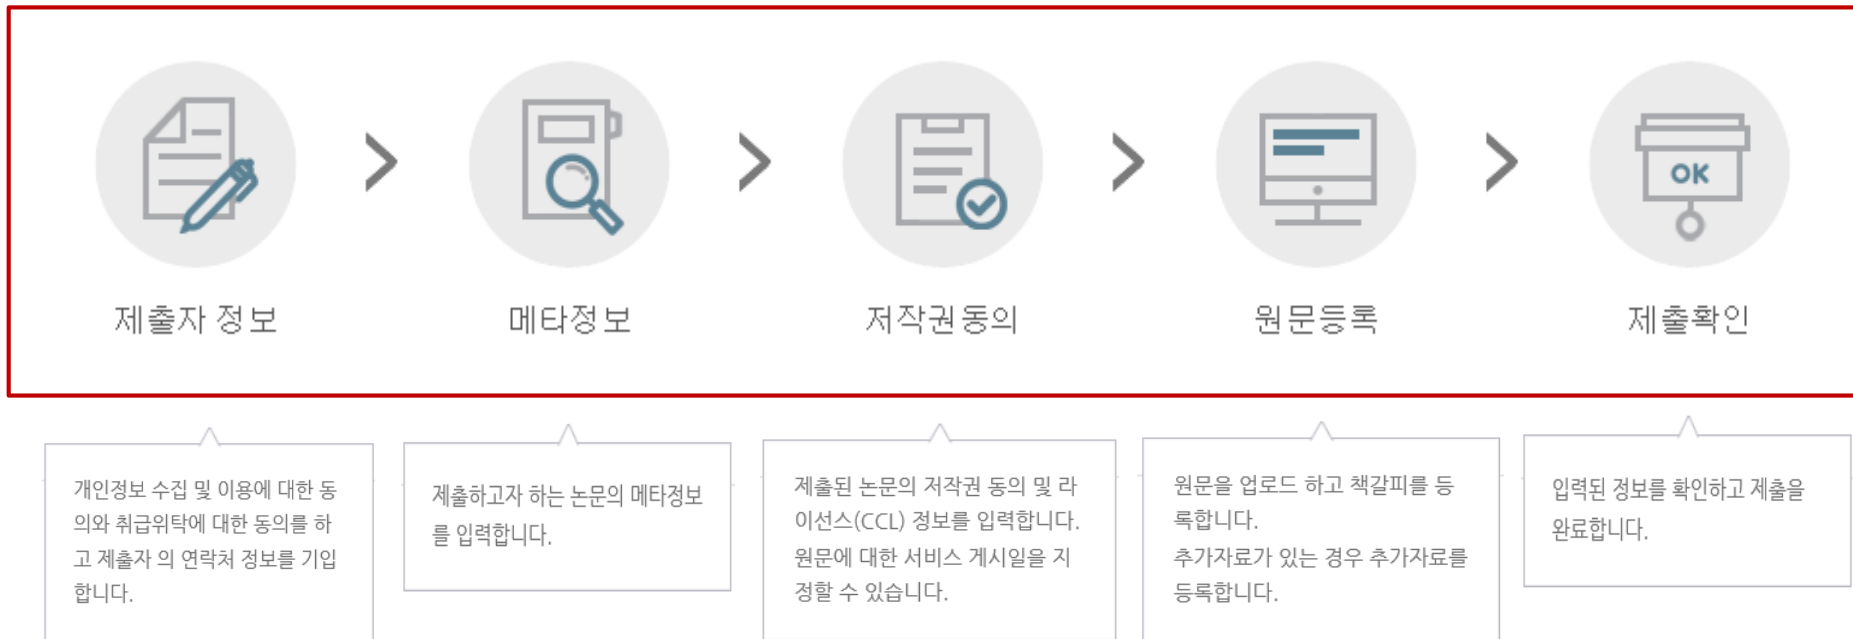 OK
제출자 정보
메타정보
저작권동의
원문등록
제출확인
개인정보 수집 및 이용에 대한 동
의와 취급위탁에 대한 동의를 하
고 제출자 의 연락처 정보를 기입
합니다.
제출하고자 하는 논문의 메타정보
를 입력합니다.
제출된 논문의 저작권 동의 및 라
이선스(CCL) 정보를 입력합니다.
원문에 대한 서비스 게시일을 지
정할 수 있습니다.
원문을 업로드 하고 책갈피를 등
록합니다.
추가자료가 있는 경우 추가자료를
등록합니다.
입력된 정보를 확인하고 제출을
완료합니다.